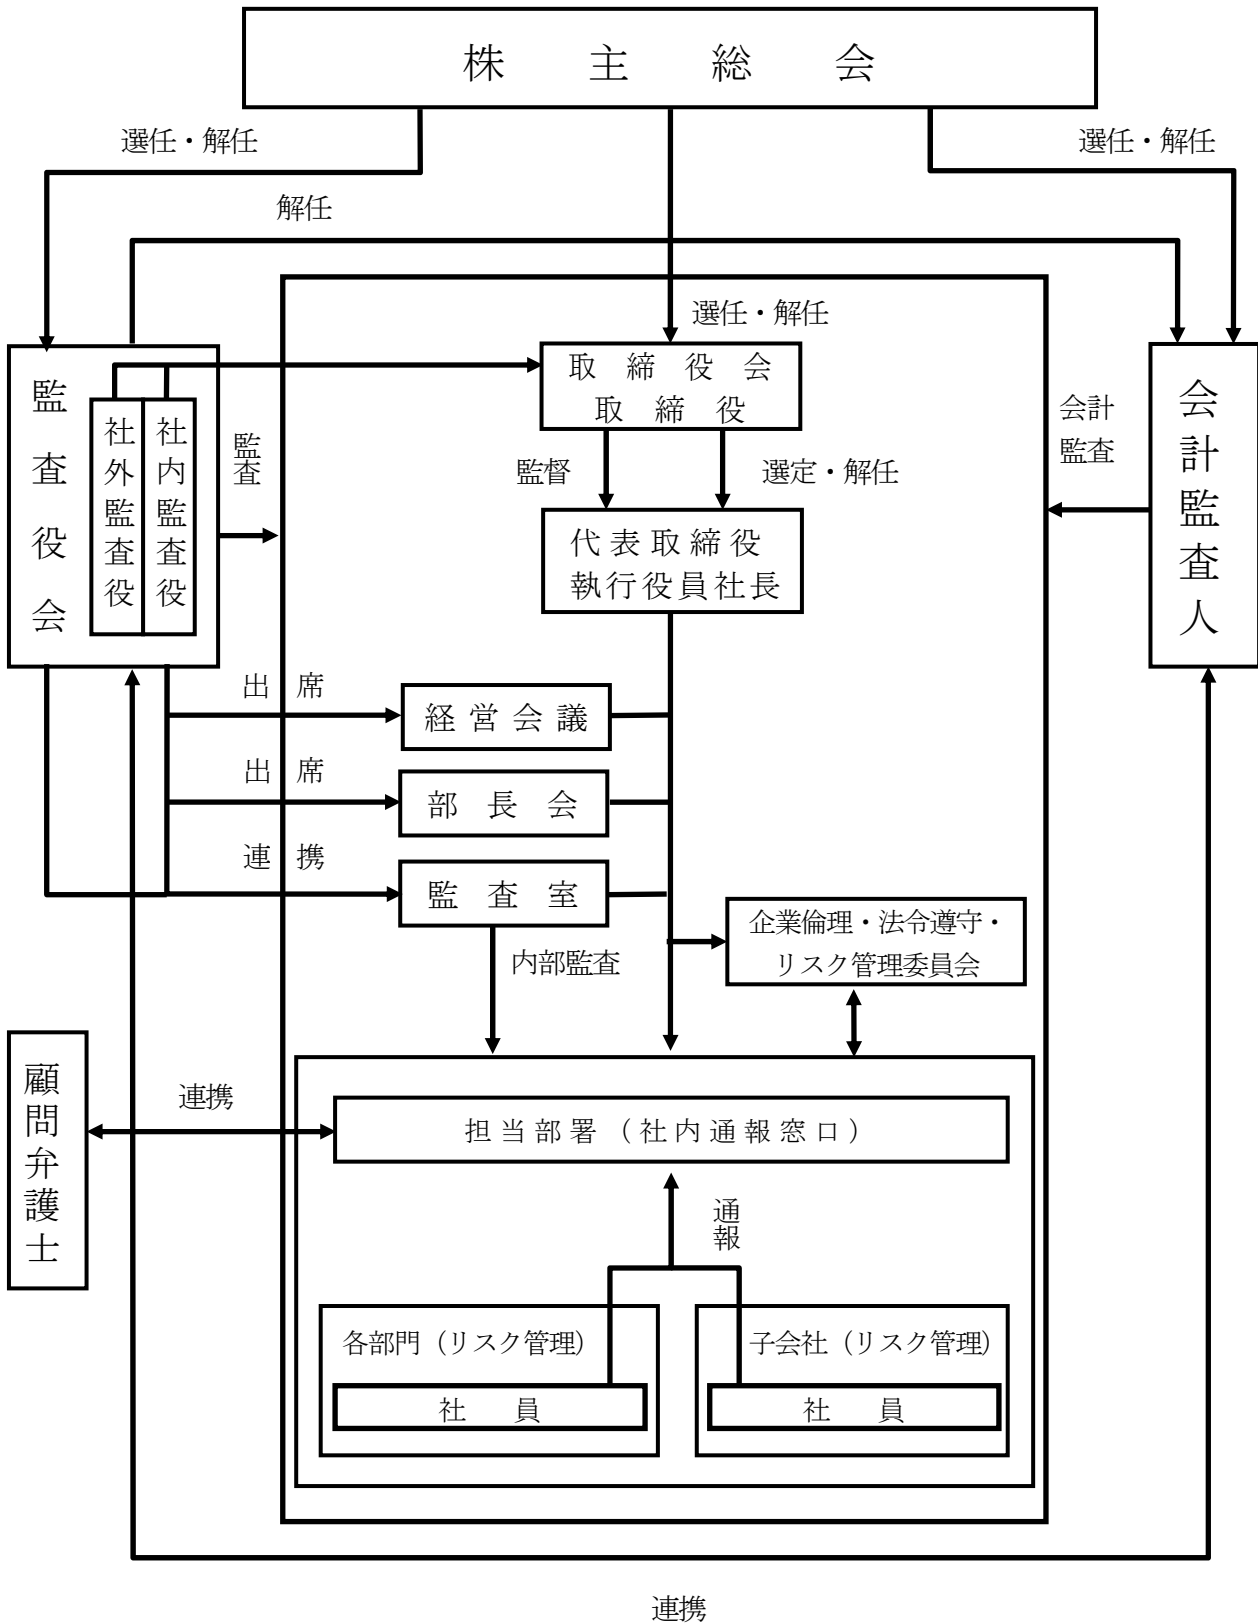 株主総会
選任・解任
選任・解任
解任
選任・解任
取締役会
取締役
監査役会
社外監査役
社内監査役
監査
会計
監査
会計監査人
監督
選定・解任
代表取締役
執行役員社長
出席
経営会議
出席
部長会
連携
監査室
企業倫理・法令遵守・
リスク管理委員会
内部監査
顧問弁護士
連携
担当部署（社内通報窓口）
通報
各部門（リスク管理）
子会社（リスク管理）
社員
社員
連携